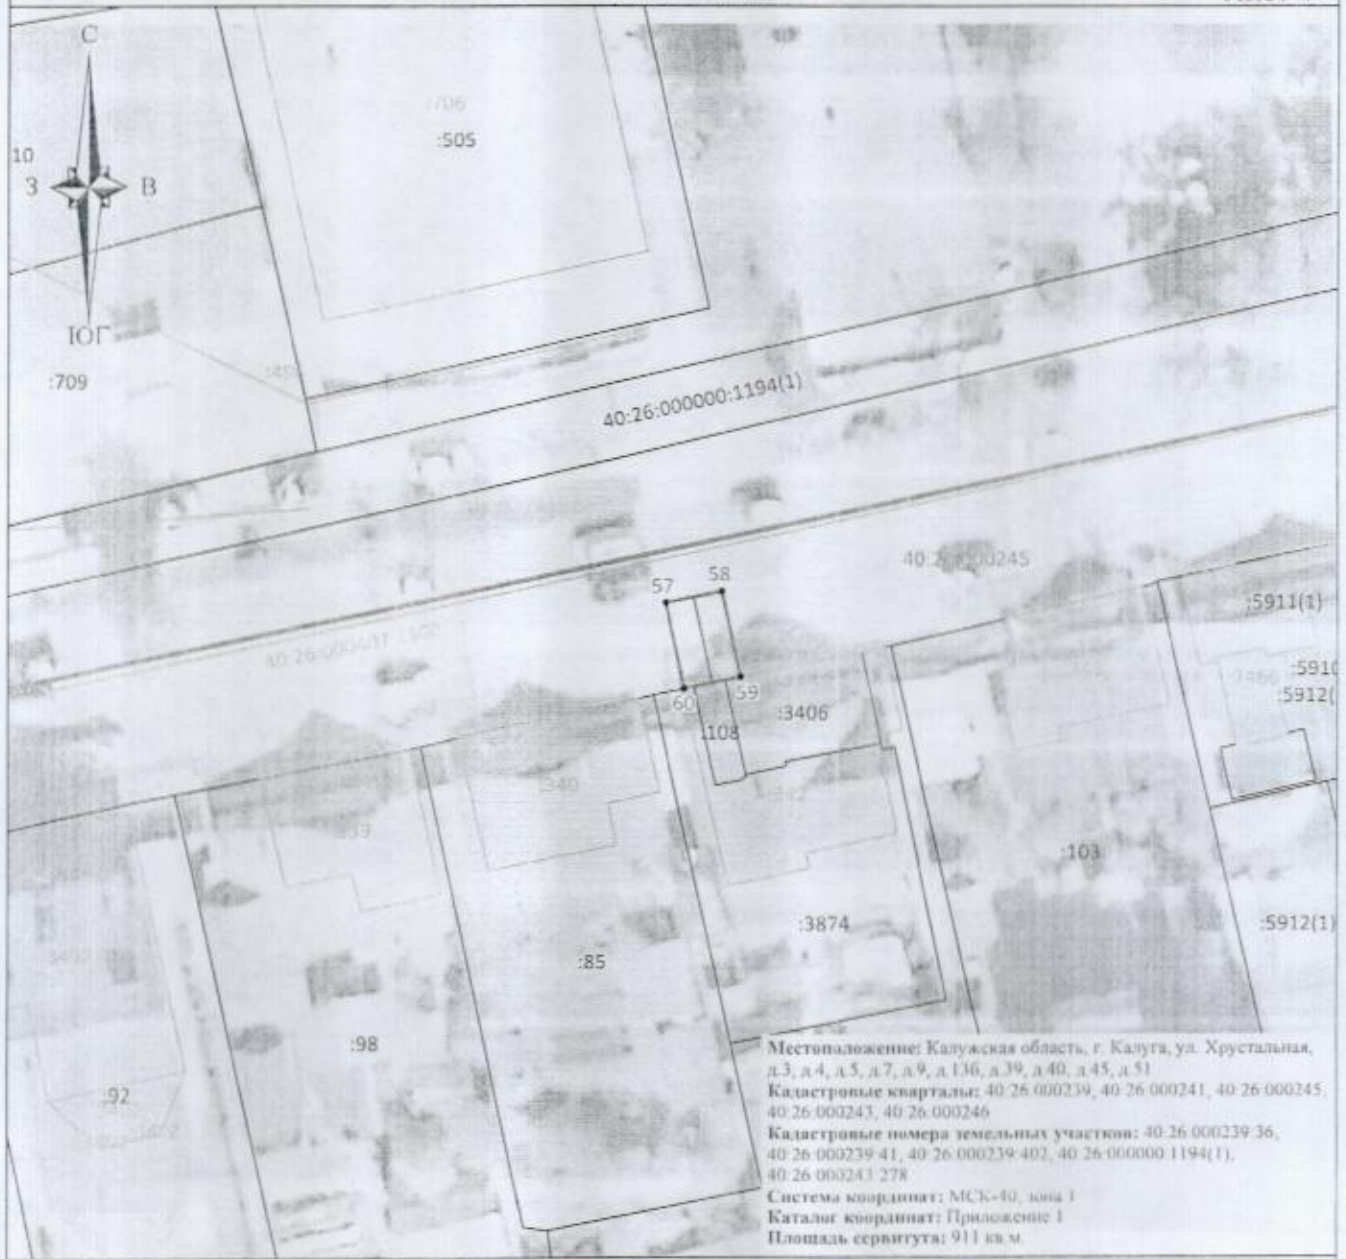 С
:706
:505
10
З
В
ЮГ
:709
40:26:000000:1194(1)
40:26:000245
57
58
:5911(1)
3466
:5912(
60
59
:3406
:108
340
342
339
:103
:3874
:5912(1)
:85
:98
:92
Местоположение: Калужская область, г. Калуга, ул. Хрустальная,
д.3, д.4, д.5, д.7, д.9, д.13б, д.39, д.40, д.45, д.51
Кадастровые кварталы: 40:26:000239, 40:26:000241, 40:26:000245,
40:26:000243, 40:26:000246
Кадастровые номера земельных участков: 40:26:000239:36,
40:26:000239:41, 40:26:000239:402, 40:26:000000:1194(1),
40:26:000243:278
Система координат: МСК-40, зона 1
Каталог координат: Приложение 1
Площадь сервитута: 911 кв.м.